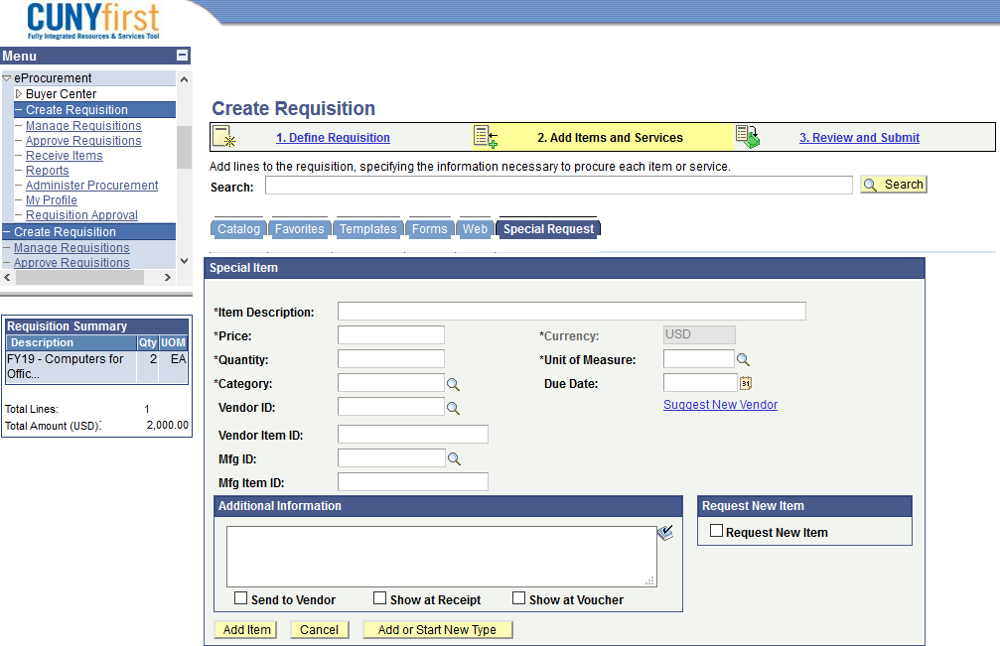 CUNYfirst
Fully Integrated Resources & Services Tool
Menu
eProcurement
Buyer Center
Create Requisition
Manage Requisitions
Approve Requisitions
Receive Items
Reports
Administer Procurement
My Profile
Requisition Approval
Create Requisition
Manage Requisitions
Approve Requisitions
Requisition Summary
Description Qty UOM
FY19 - Computers for 2 EA
Offic...
Total Lines: 1
Total Amount (USD): 2,000.00
Create Requisition
1. Define Requisition 2. Add Items and Services 3. Review and Submit
Add lines to the requisition, specifying the information necessary to procure each item or service.
Search: Search
Catalog Favorites Templates Forms Web Special Request
Special Item
*Item Description:
*Price: *Currency: USD
*Quantity: *Unit of Measure:
*Category: Due Date: 31
Vendor ID: Suggest New Vendor
Vendor Item ID:
Mfg ID:
Mfg Item ID:
Additional Information
Send to Vendor Show at Receipt Show at Voucher
Request New Item
Request New Item
Add Item Cancel Add or Start New Type